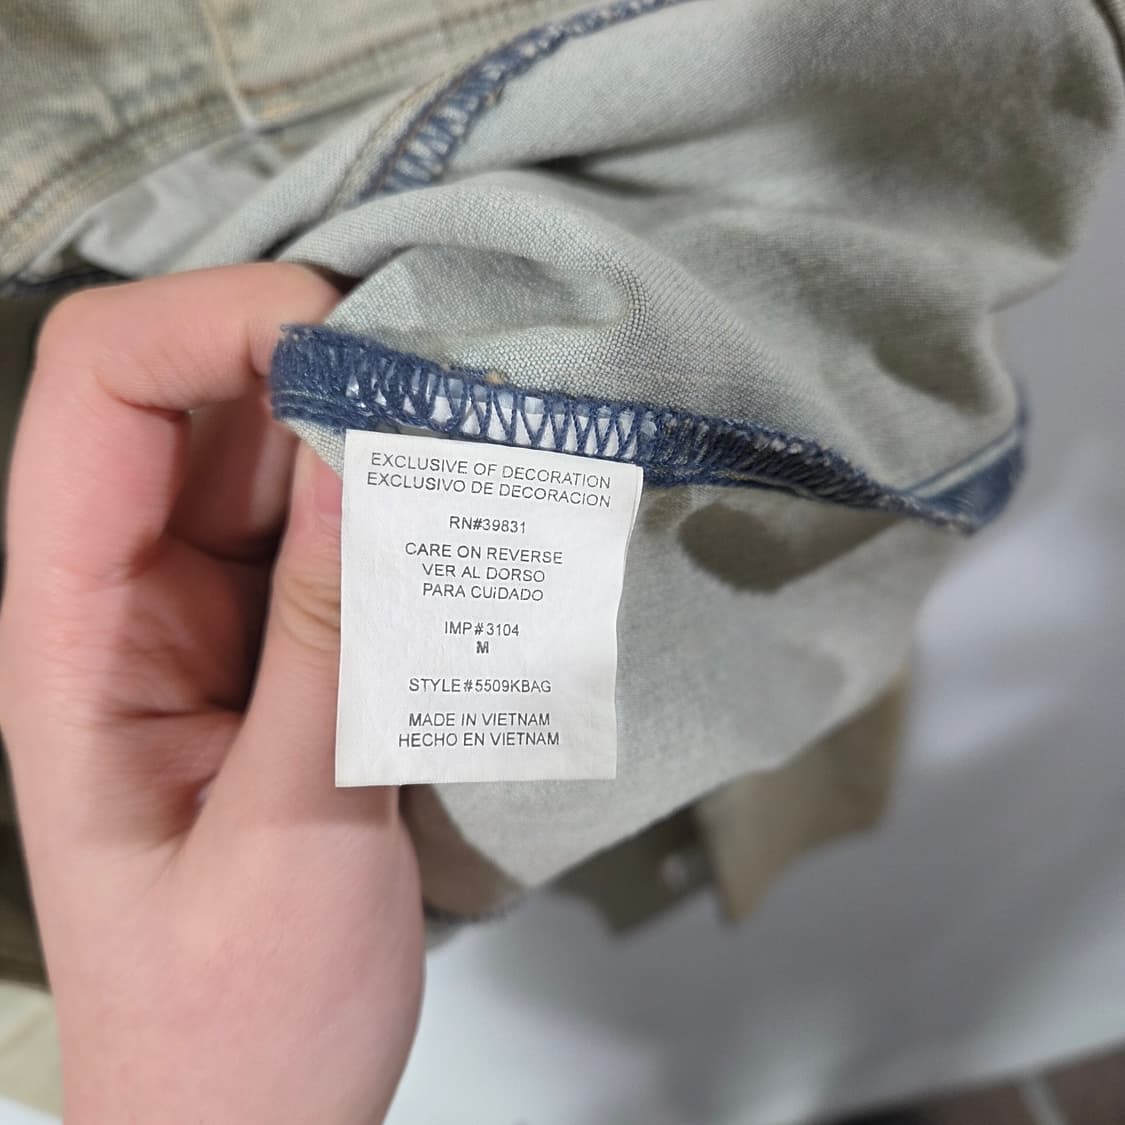 EXCLUSIVE OF DECORATION
EXCLUSIVO DE DECORACION
RN#39831
CARE ON REVERSE
VER AL DORSO
PARA CUiDADO
IMP#3104
M
STYLE#5509KBAG
MADE IN VIETNAM
HECHO EN VIETNAM